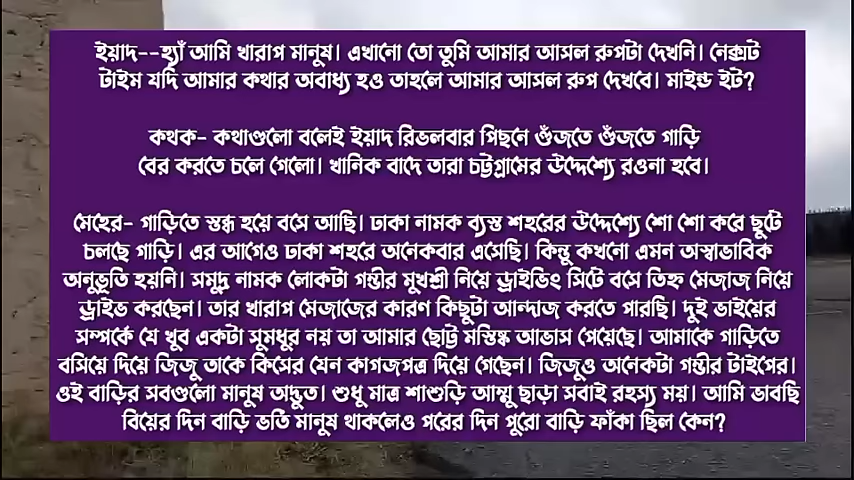 ইয়াদ--হ্যাঁ আমি খারাপ মানুষ। এখানো তো তুমি আমার আসল রুপটা দেখনি। নেক্সট
টাইম যদি আমার কথার অবাধ্য হও তাহলে আমার আসল রুপ দেখবে। মাইন্ড ইট?
কথক- কথাগুলো বলেই ইয়াদ রিভলবার পিছনে গুঁজতে গুঁজতে গাড়ি
বের করতে চলে গেলো। খানিক বাদে তারা চট্টগ্রামের উদ্দেশ্যে রওনা হবে।
মেহের- গাড়িতে স্তব্ধ হয়ে বসে আছি। ঢাকা নামক ব্যস্ত শহরের উদ্দেশ্যে শো শো করে ছুটে
চলছে গাড়ি। এর আগেও ঢাকা শহরে অনেকবার এসেছি। কিন্তু কখনো এমন অস্বাভাবিক
অনুভূতি হয়নি। সমুদ্র নামক লোকটা গম্ভীর মুখশ্রী নিয়ে ড্রাইভিং সিটে বসে তিহ্ন মেজাজ নিয়ে
ড্রাইভ করছেন। তার খারাপ মেজাজের কারণ কিছুটা আন্দাজ করতে পারছি। দুই ভাইয়ের
সম্পর্কে যে খুব একটা সুমধুর নয় তা আমার ছোট্ট মস্তিষ্ক আভাস পেয়েছে। আমাকে গাড়িতে
বসিয়ে দিয়ে জিজু তাকে কিসের যেন কাগজপত্র দিয়ে গেছেন। জিজুও অনেকটা গম্ভীর টাইপের।
ওই বাড়ির সবগুলো মানুষ অদ্ভুত। শুধু মাত্র শাশুড়ি আম্মু ছাড়া সবাই রহস্য ময়। আমি ভাবছি
বিয়ের দিন বাড়ি ভর্তি মানুষ থাকলেও পরের দিন পুরো বাড়ি ফাঁকা ছিল কেন?